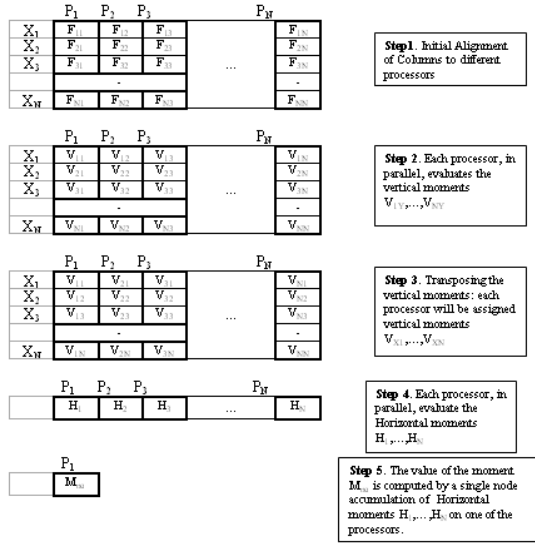 P1 P2 P3 PN
X1 F11 F12 F13 F1N
X2 F21 F22 F23 F2N
X3 F31 F32 F33 ... F3N
- -
XN FN1 FN2 FN3 FNN
Step1. Initial Alignment
of Columns to different
processors
P1 P2 P3 PN
X1 V11 V12 V13 V1N
X2 V21 V22 V23 V2N
X3 V31 V32 V33 ... V3N
- -
XN VN1 VN2 VN3 VNN
Step 2. Each processor, in
parallel, evaluates the
vertical moments
V1Y,...,VNY
P1 P2 P3 PN
X1 V11 V21 V31 VN1
X2 V12 V22 V32 VN2
X3 V13 V23 V33 ... VN3
- -
XN V1N V2N V3N VNN
Step 3. Transposing the
vertical moments: each
processor will be assigned
vertical moments
VX1,...,VXN
P1 P2 P3 PN
H1 H2 H3 ... HN
Step 4. Each processor, in
parallel, evaluate the
Horizontal moments
H1,...,HN
P1
M
Step 5. The value of the moment
M is computed by a single node
accumulation of Horizontal
moments H1,...,HN on one of the
processors.